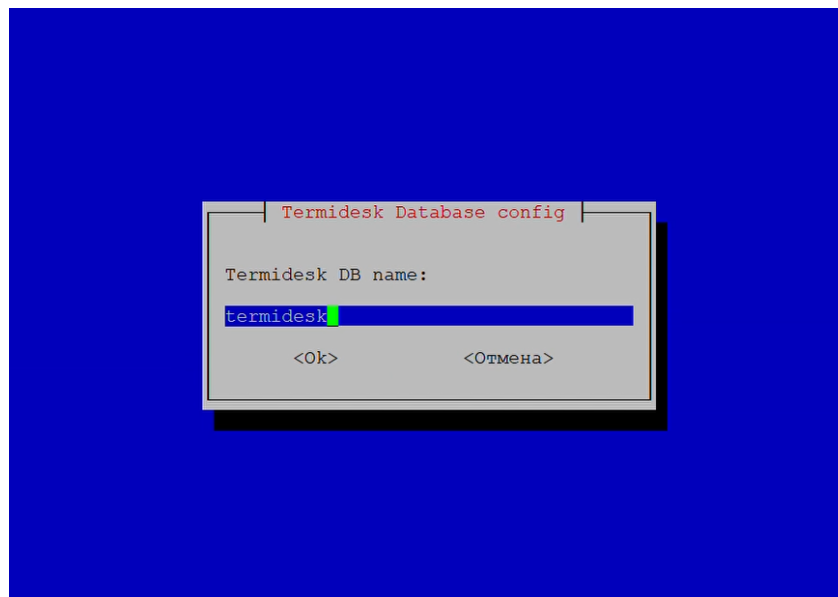 Termidesk Database config
Termidesk DB name:
termidesk
<Ok> <Отмена>